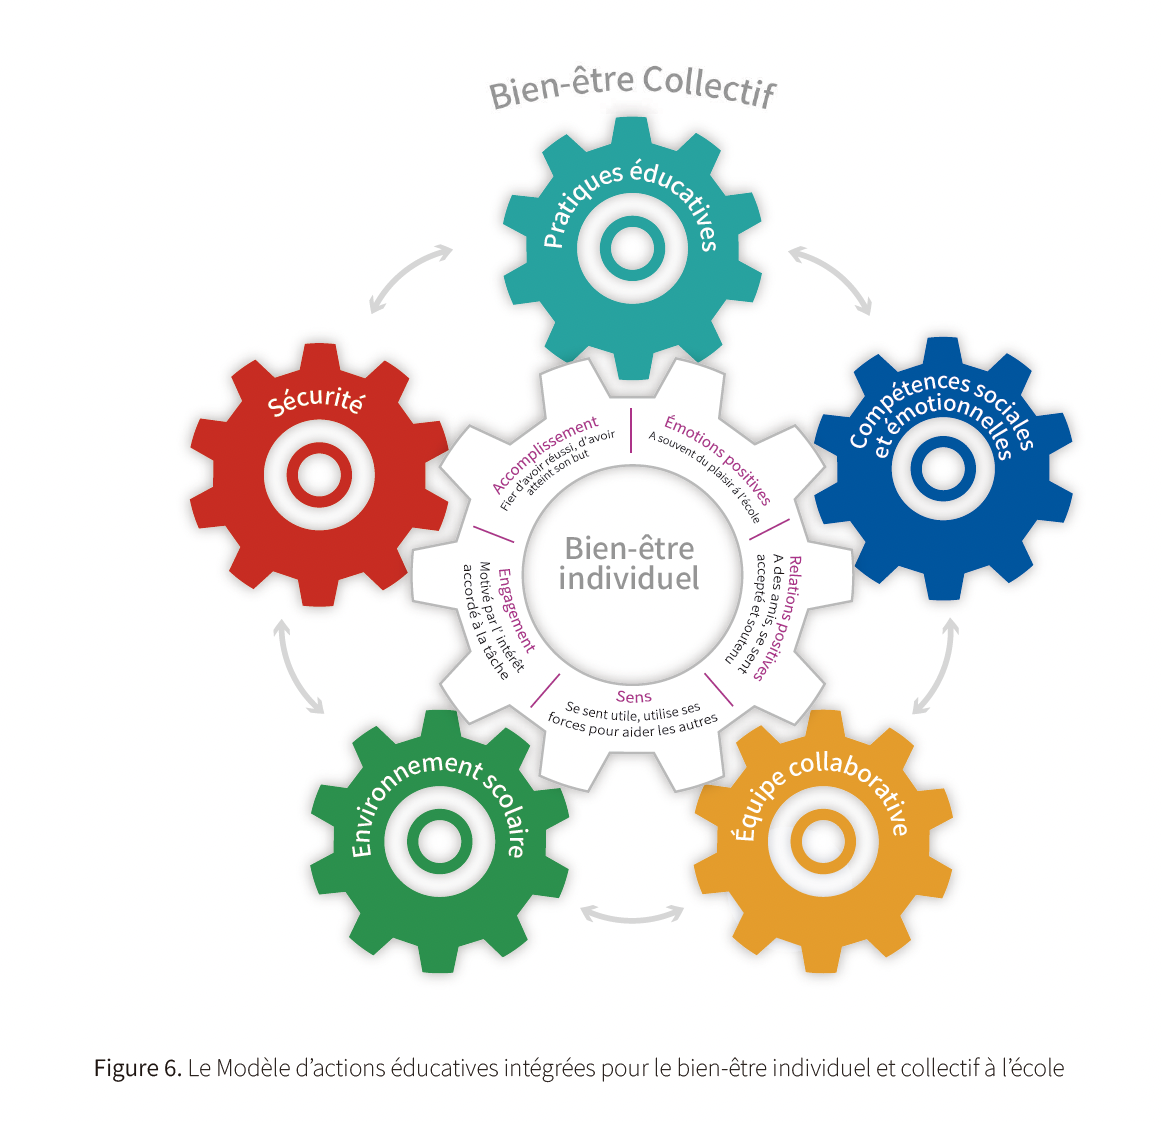 Bien-être Collectif
Pratiques éducatives
Sécurité
Compétences sociales
et émotionnelles
Accomplissement
Fier d’avoir réussi, d’avoir
atteint son but
Émotions positives
A souvent du plaisir á l’école
Bien-être
individuel
Engagement
Motivé par l’ intérêt
accordé à la tâche
Relations positives
A des amis, se sent
accepté et soutenu
Sens
Se sent utile, utilise ses
forces pour aider les autres
Environnement scolaire
Équipe collaborative
Figure 6. Le Modèle d’actions éducatives intégrées pour le bien-être individuel et collectif à l’école